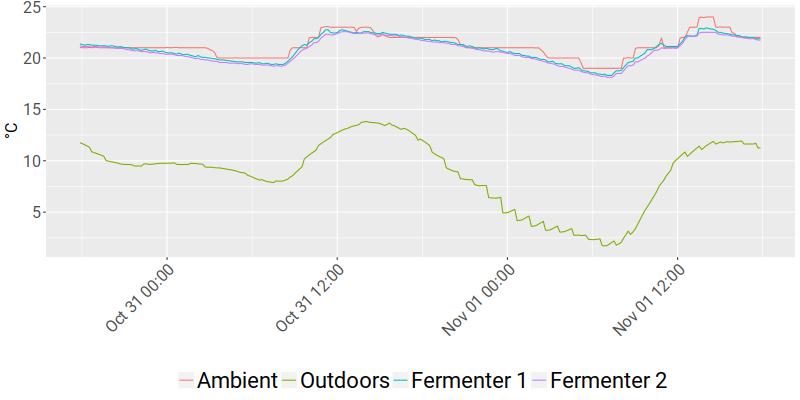 25
20
15
10
5
°C
Oct 31 00:00
Oct 31 12:00
Nov 01 00:00
Nov 01 12:00
Ambient Outdoors Fermenter 1 Fermenter 2